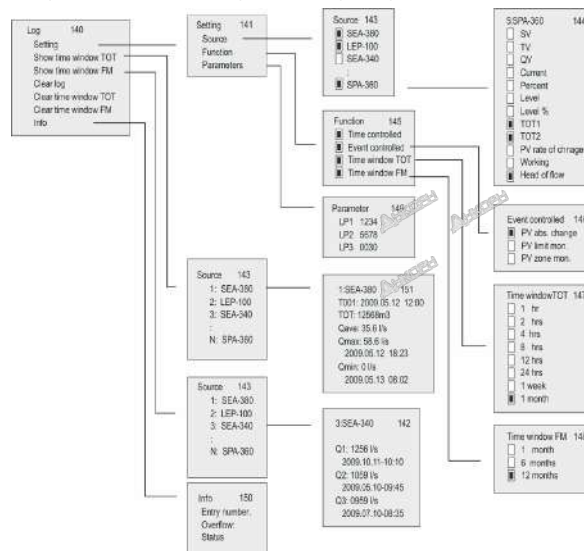 Log 140
Setting
Show time window TOT
Show time window FM
Clear log
Clear time window TOT
Clear time window FM
Info
Setting 141
Source
Function
Parameters
Source 143
SEA-380
LEP-100
SEA-340
:
SPA-380
S:SPA-360 144
SV
TV
QV
Current
Percent
Level
Level %
TOT1
TOT2
PV rate of chnage
Working
Head of flow
Function 145
Time controlled
Event controlled
Time window TOT
Time window FM
Parameter
LP1 1234
LP2 5678
LP3 0030
Event controlled
PV abs. change
PV limit mon.
PV zone mon.
Source 143
1: SEA-380
2: LEP-100
3: SEA-340
:
N: SPA-380
1:SEA-380 151
T001: 2009.05.12 12:00
TOT: 12568m3
Qave: 35.6 l/s
Qmax: 58.6 l/s
2009.05.12 18:23
Qmin: 0 l/s
2009.05.13 08:02
Time windowTOT 147
1 hr
2 hrs
4 hrs
8 hrs
12 hrs
24 hrs
1 week
1 month
Source 143
1: SEA-380
2: LEP-100
3: SEA-340
:
N: SPA-380
3:SEA-340 142
Q1: 1256 l/s
2009.10.11-10:10
Q2: 1059 l/s
2009.05.10-09:45
Q3: 0959 l/s
2009.07.10-08:35
Time window FM
1 month
6 months
12 months
Info 150
Entry number.
Overflow:
Status